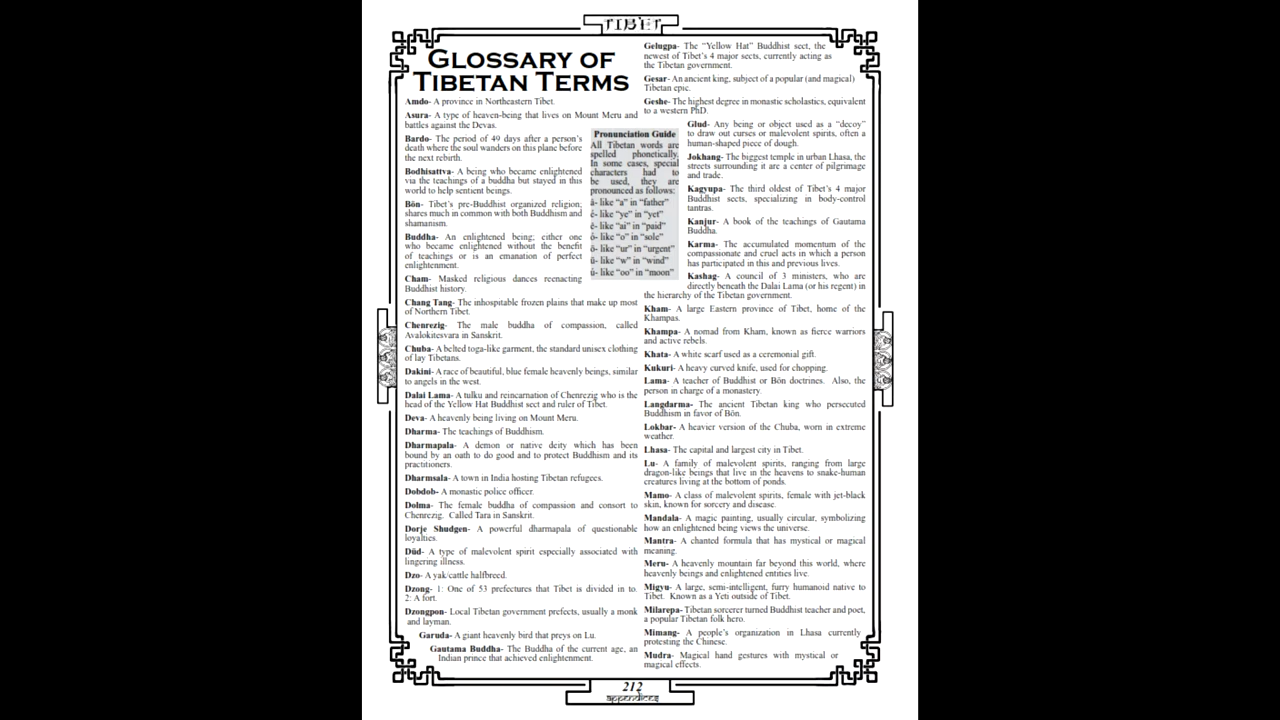 TIBET
GLOSSARY OF
TIBETAN TERMS
Amdo- A province in Northeastern Tibet.
Asura- A type of heaven-being that lives on Mount Meru and
battles against the Devas.
Bardo- The period of 49 days after a person's
death where the soul wanders on this plane before
the next rebirth.
Bodhisattva- A being who became enlightened
via the teachings of a buddha but stayed in this
world to help sentient beings.
Bön- Tibet's pre-Buddhist organized religion;
shares much in common with both Buddhism and
shamanism.
Buddha- An enlightened being; either one
who became enlightened without the benefit
of teachings or is an emanation of perfect
enlightenment.
Cham- Masked religious dances reenacting
Buddhist history.
Chang Tang- The inhospitable frozen plains that make up most
of Northern Tibet.
Chenrezig- The male buddha of compassion, called
Avalokitesvara in Sanskrit.
Chuba- A belted toga-like garment, the standard unisex clothing
of lay Tibetans.
Dakini- A race of beautiful, blue female heavenly beings, similar
to angels in the west.
Dalai Lama- A tulku and reincarnation of Chenrezig who is the
head of the Yellow Hat Buddhist sect and ruler of Tibet.
Deva- A heavenly being living on Mount Meru.
Dharma- The teachings of Buddhism.
Dharmapala- A demon or native deity which has been
bound by an oath to do good and to protect Buddhism and its
practitioners.
Dharmsala- A town in India hosting Tibetan refugees.
Dobdob- A monastic police officer.
Dolma- The female buddha of compassion and consort to
Chenrezig. Called Tara in Sanskrit.
Dorje Shudgen- A powerful dharmapala of questionable
loyalties.
Düd- A type of malevolent spirit especially associated with
lingering illness.
Dzo- A yak/cattle halfbreed.
Dzong- 1: One of 53 prefectures that Tibet is divided in to.
2: A fort.
Dzongpon- Local Tibetan government prefects, usually a monk
and layman.
Garuda- A giant heavenly bird that preys on Lu.
Gautama Buddha- The Buddha of the current age, an
Indian prince that achieved enlightenment.
Pronunciation Guide
All Tibetan words are
spelled phonetically.
In some cases, special
characters had to
be used, they are
pronounced as follows:
á- like "a" in "father"
é- like "ye" in "yet"
è- like "ai" in "paid"
ó- like "o" in "sole"
ö- like "ur" in "urgent"
ü- like "w" in "wind"
ú- like "oo" in "moon"
Gelugpa- The "Yellow Hat" Buddhist sect, the
newest of Tibet's 4 major sects, currently acting as
the Tibetan government.
Gesar- An ancient king, subject of a popular (and magical)
Tibetan epic.
Geshe- The highest degree in monastic scholastics, equivalent
to a western PhD.
Glud- Any being or object used as a "decoy"
to draw out curses or malevolent spirits, often a
human-shaped piece of dough.
Jokhang- The biggest temple in urban Lhasa, the
streets surrounding it are a center of pilgrimage
and trade.
Kagyupa- The third oldest of Tibet's 4 major
Buddhist sects, specializing in body-control
tantras.
Kanjur- A book of the teachings of Gautama
Buddha.
Karma- The accumulated momentum of the
compassionate and cruel acts in which a person
has participated in this and previous lives.
Kashag- A council of 3 ministers, who are
directly beneath the Dalai Lama (or his regent) in
the hierarchy of the Tibetan government.
Kham- A large Eastern province of Tibet, home of the
Khampas.
Khampa- A nomad from Kham, known as fierce warriors
and active rebels.
Khata- A white scarf used as a ceremonial gift.
Kukuri- A heavy curved knife, used for chopping.
Lama- A teacher of Buddhist or Bön doctrines. Also, the
person in charge of a monastery.
Langdarma- The ancient Tibetan king who persecuted
Buddhism in favor of Bön.
Lokbar- A heavier version of the Chuba, worn in extreme
weather.
Lhasa- The capital and largest city in Tibet.
Lu- A family of malevolent spirits, ranging from large
dragon-like beings that live in the heavens to snake-human
creatures living at the bottom of ponds.
Mamo- A class of malevolent spirits, female with jet-black
skin, known for sorcery and disease.
Mandala- A magic painting, usually circular, symbolizing
how an enlightened being views the universe.
Mantra- A chanted formula that has mystical or magical
meaning.
Meru- A heavenly mountain far beyond this world, where
heavenly beings and enlightened entities live.
Migyu- A large, semi-intelligent, furry humanoid native to
Tibet. Known as a Yeti outside of Tibet.
Milarepa- Tibetan sorcerer turned Buddhist teacher and poet,
a popular Tibetan folk hero.
Mimang- A people's organization in Lhasa currently
protesting the Chinese.
Mudra- Magical hand gestures with mystical or
magical effects.
212
appendices